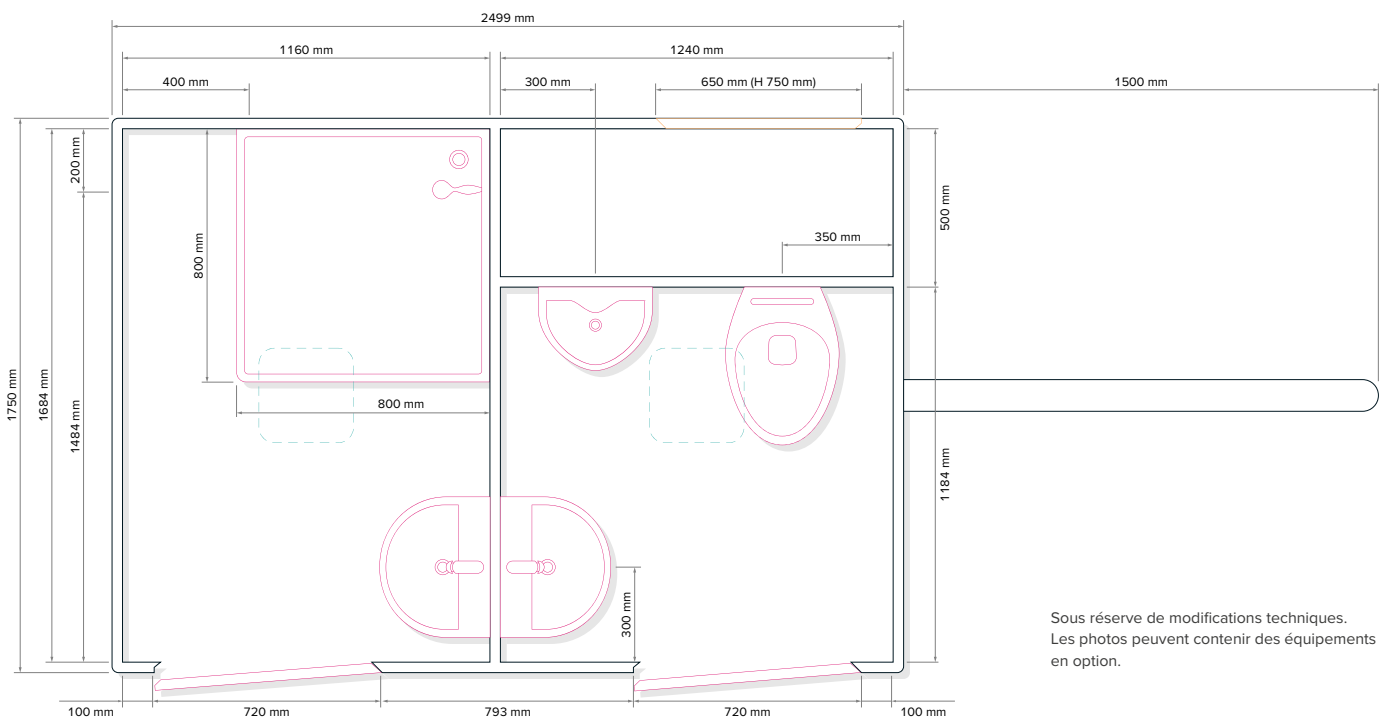 2499 mm
1160 mm
1240 mm
400 mm
300 mm
650 mm (H 750 mm)
1500 mm
200 mm
500 mm
350 mm
800 mm
1750 mm
1684 mm
1484 mm
800 mm
1184 mm
300 mm
Sous réserve de modifications techniques.
Les photos peuvent contenir des équipements
en option.
100 mm
720 mm
793 mm
720 mm
100 mm